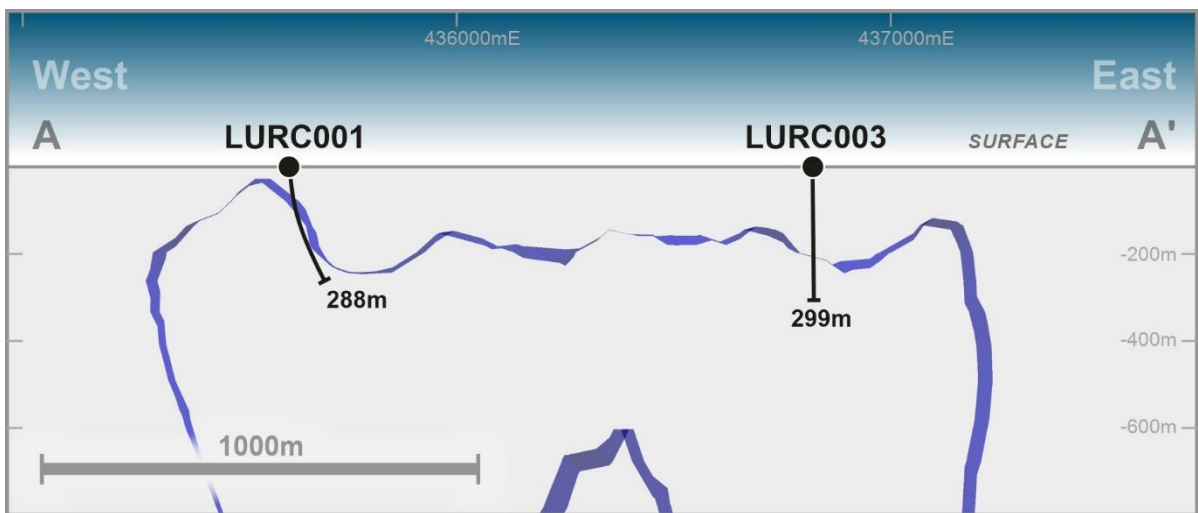 436000mE
437000mE
West
East
A
LURC001
LURC003
SURFACE
A'
-200m
288m
299m
-400m
-600m
1000m